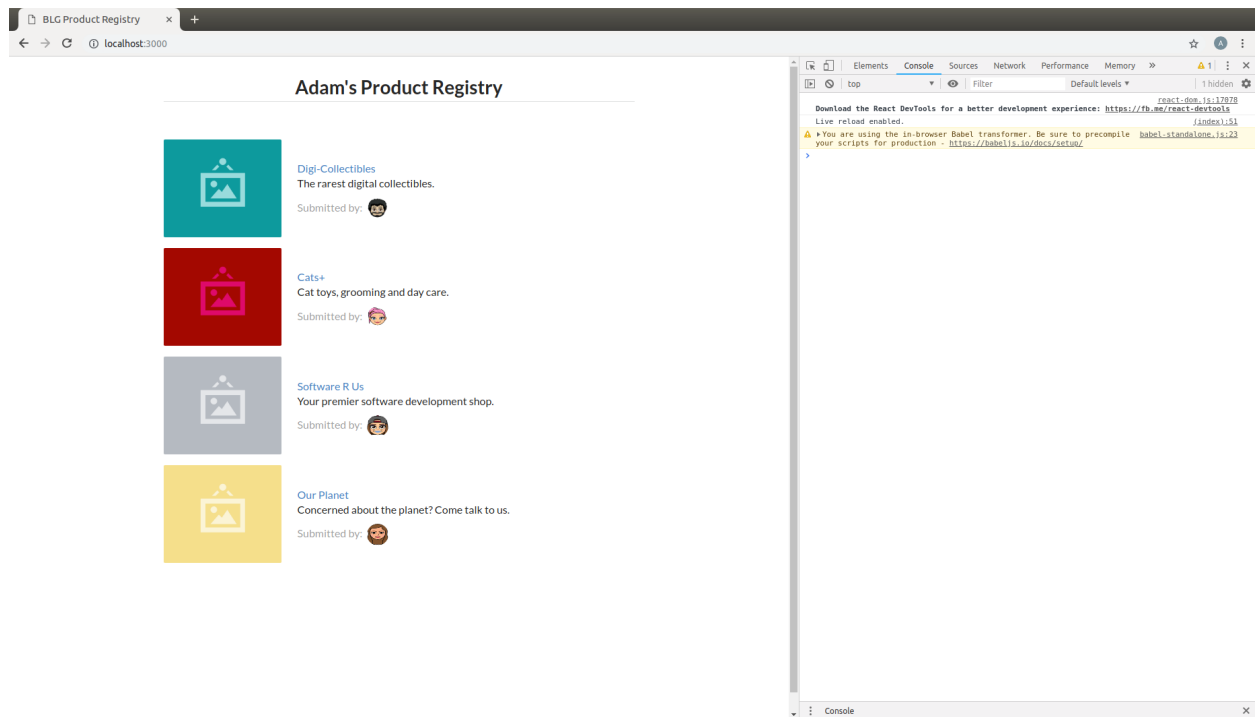 BLG Product Registry
localhost:3000
A
Adam's Product Registry
Digi-Collectibles
The rarest digital collectibles.
Submitted by:
Cats+
Cat toys, grooming and day care.
Submitted by:
Software R Us
Your premier software development shop.
Submitted by:
Our Planet
Concerned about the planet? Come talk to us.
Submitted by:
Elements Console Sources Network Performance Memory » 1
top Filter Default levels ▼ 1 hidden
react-dom.js:17078
Download the React DevTools for a better development experience: https://fb.me/react-devtools
Live reload enabled. (index):51
You are using the in-browser Babel transformer. Be sure to precompile babel-standalone.js:23
your scripts for production - https://babeljs.io/docs/setup/
Console